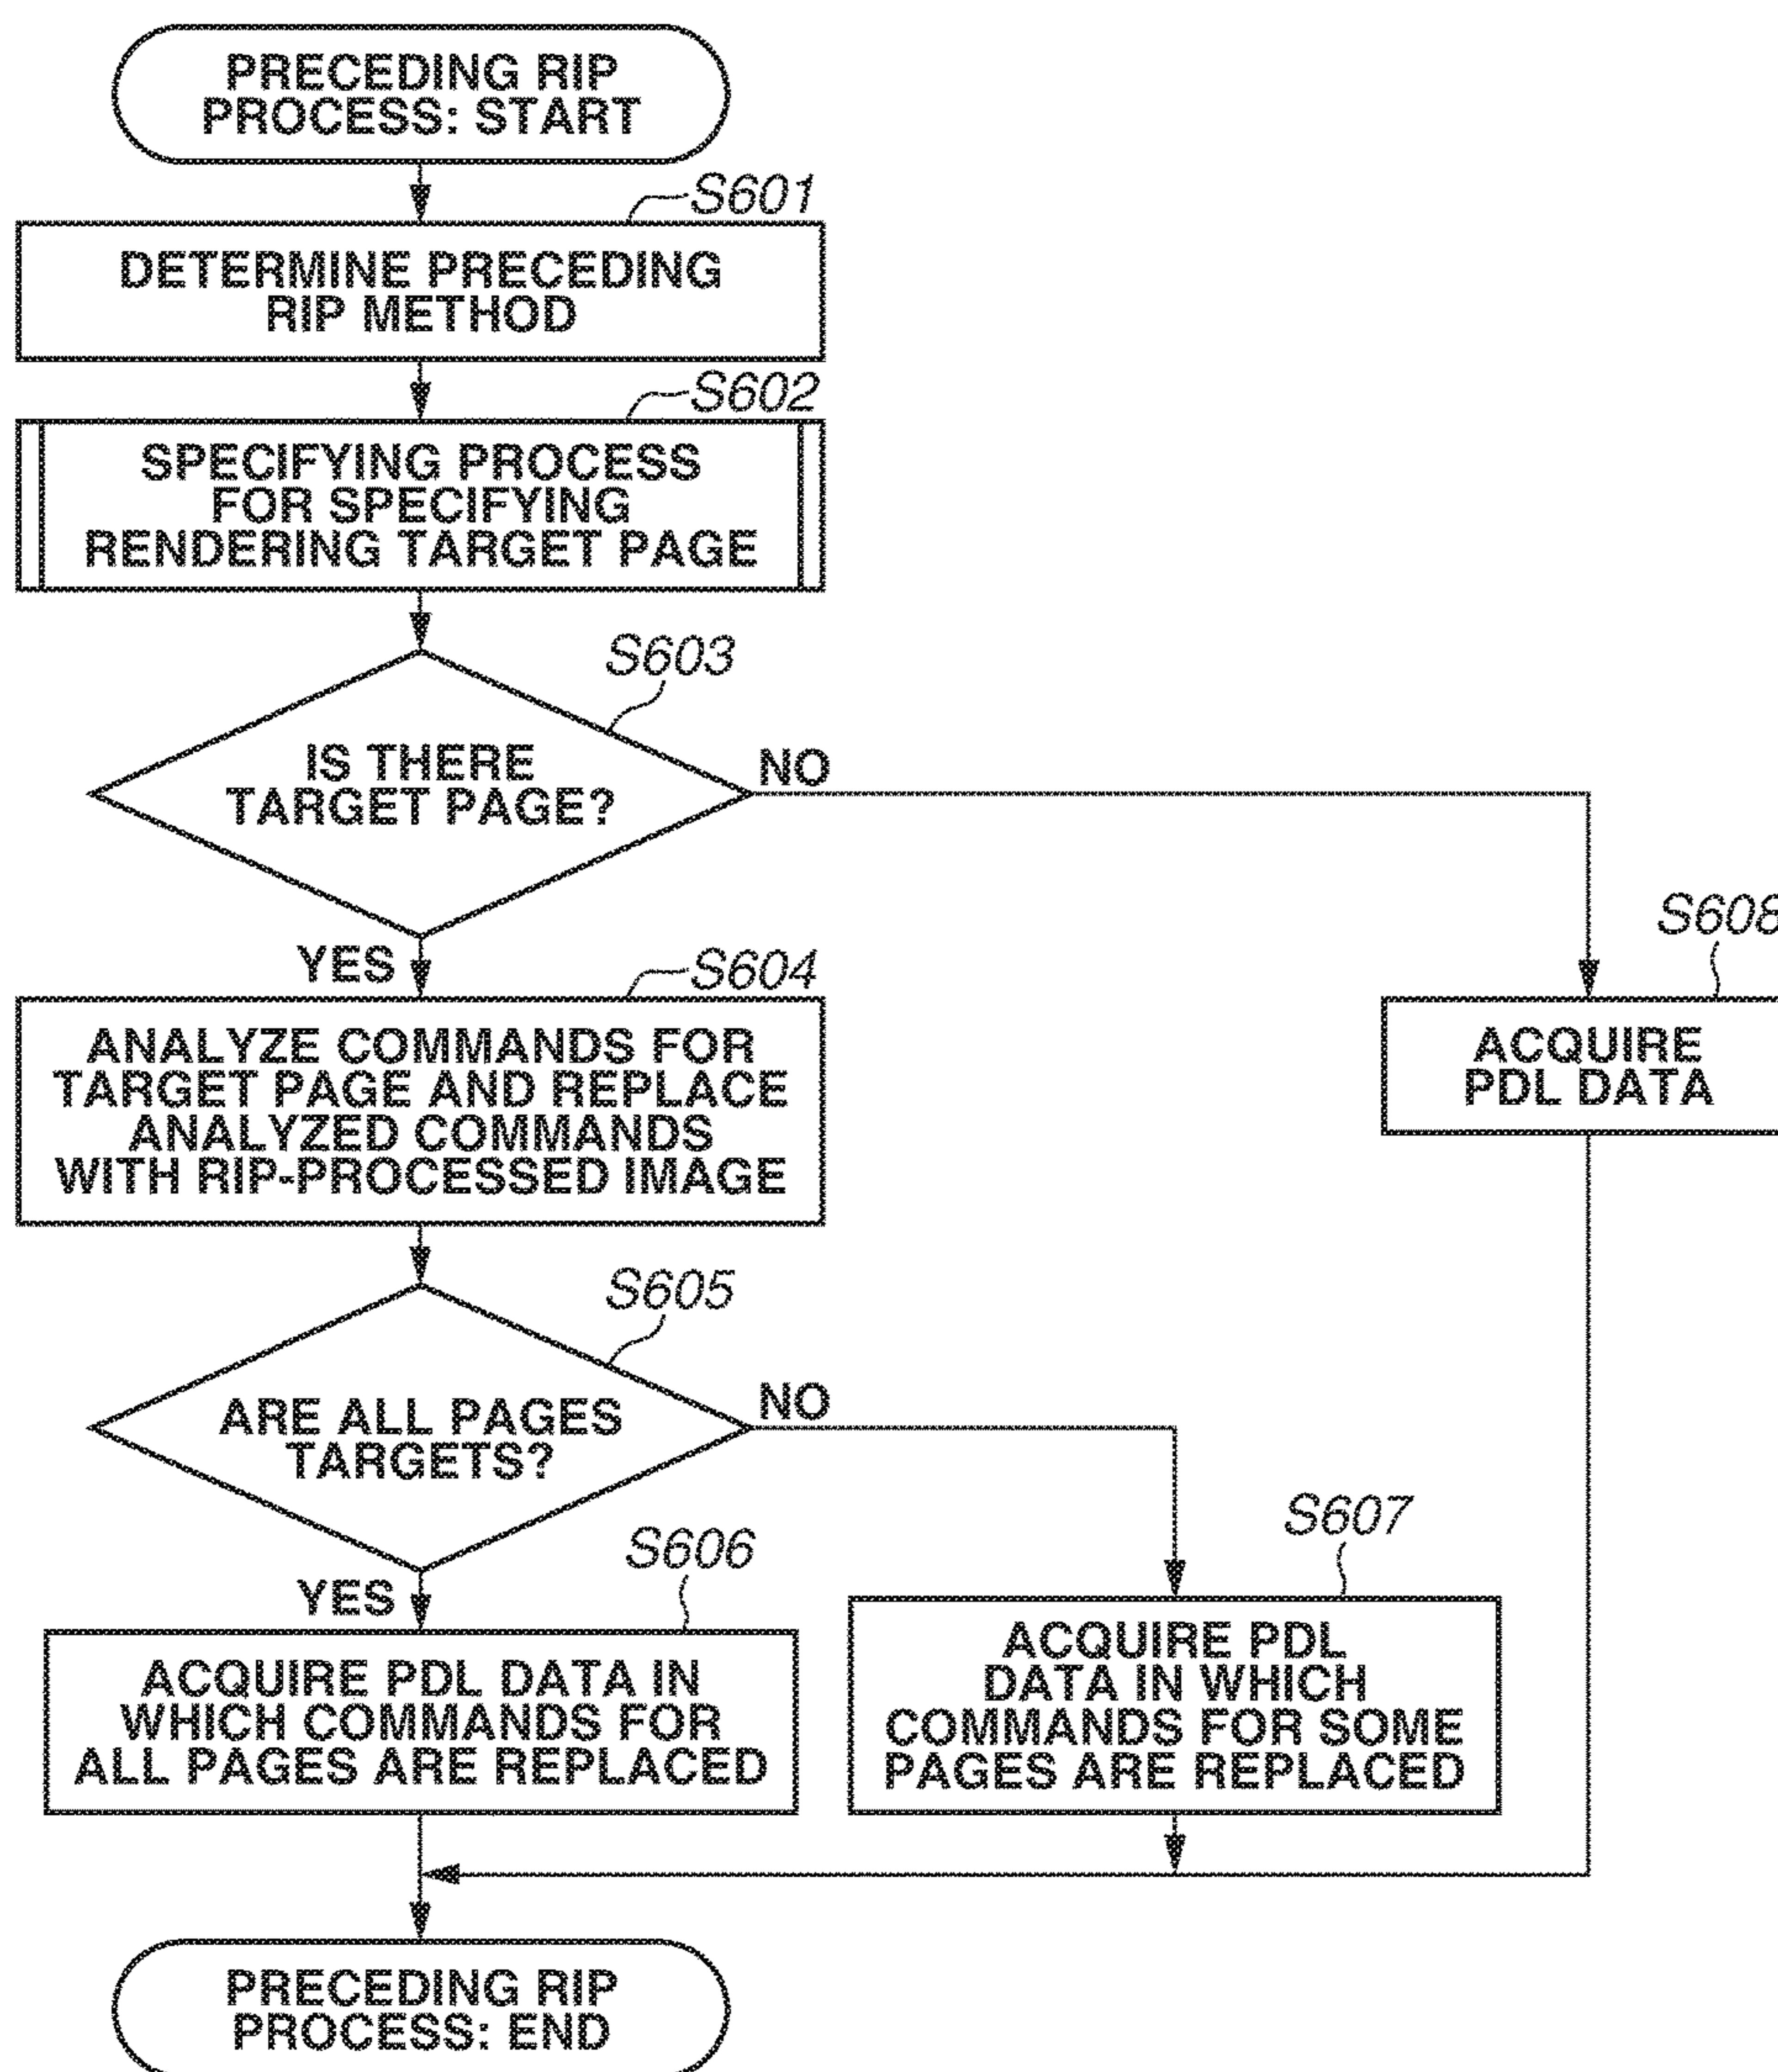 PRECEDING RIP
PROCESS: START
S601
DETERMINE PRECEDING
RIP METHOD
S602
SPECIFYING PROCESS
FOR SPECIFYING
RENDERING TARGET PAGE
S603
IS THERE
TARGET PAGE?
NO
YES
S604
ANALYZE COMMANDS FOR
TARGET PAGE AND REPLACE
ANALYZED COMMANDS
WITH RIP-PROCESSED IMAGE
S608
ACQUIRE
PDL DATA
S605
ARE ALL PAGES
TARGETS?
NO
YES
S606
ACQUIRE PDL DATA IN
WHICH COMMANDS FOR
ALL PAGES ARE REPLACED
S607
ACQUIRE PDL
DATA IN WHICH
COMMANDS FOR SOME
PAGES ARE REPLACED
PRECEDING RIP
PROCESS: END